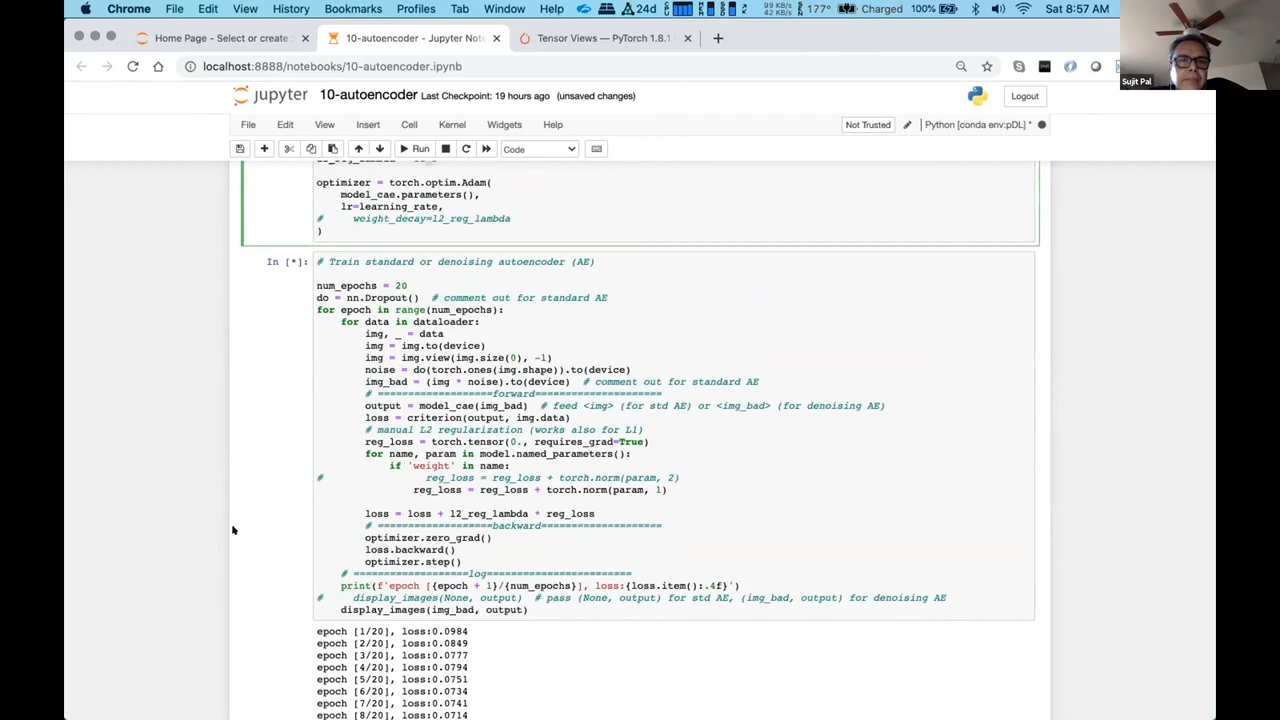 Chrome File Edit View History Bookmarks Profiles Tab Window Help 24d 99 KB/s 42 KB/s 177° Charged 100% Sat 8:57 AM
Home Page - Select or create 10-autoencoder - Jupyter Note Tensor Views — PyTorch 1.8.1
localhost:8888/notebooks/10-autoencoder.ipynb
Sujit Pal
jupyter 10-autoencoder Last Checkpoint: 19 hours ago (unsaved changes) Logout
File Edit View Insert Cell Kernel Widgets Help Not Trusted Python [conda env:pDL] *
Run Code
optimizer = torch.optim.Adam(
    model_cae.parameters(),
    lr=learning_rate,
#     weight_decay=l2_reg_lambda
)
In [*]: # Train standard or denoising autoencoder (AE)
num_epochs = 20
do = nn.Dropout()  # comment out for standard AE
for epoch in range(num_epochs):
    for data in dataloader:
        img, _ = data
        img = img.to(device)
        img = img.view(img.size(0), -1)
        noise = do(torch.ones(img.shape)).to(device)
        img_bad = (img * noise).to(device)  # comment out for standard AE
        # ===================forward=====================
        output = model_cae(img_bad)  # feed <img> (for std AE) or <img_bad> (for denoising AE)
        loss = criterion(output, img.data)
        # manual L2 regularization (works also for L1)
        reg_loss = torch.tensor(0., requires_grad=True)
        for name, param in model.named_parameters():
            if 'weight' in name:
#                 reg_loss = reg_loss + torch.norm(param, 2)
                reg_loss = reg_loss + torch.norm(param, 1)
        loss = loss + l2_reg_lambda * reg_loss
        # ===================backward====================
        optimizer.zero_grad()
        loss.backward()
        optimizer.step()
    # ===================log========================
    print(f'epoch [{epoch + 1}/{num_epochs}], loss:{loss.item():.4f}')
#     display_images(None, output)  # pass (None, output) for std AE, (img_bad, output) for denoising AE
    display_images(img_bad, output)
epoch [1/20], loss:0.0984
epoch [2/20], loss:0.0849
epoch [3/20], loss:0.0777
epoch [4/20], loss:0.0794
epoch [5/20], loss:0.0751
epoch [6/20], loss:0.0734
epoch [7/20], loss:0.0741
epoch [8/20], loss:0.0714